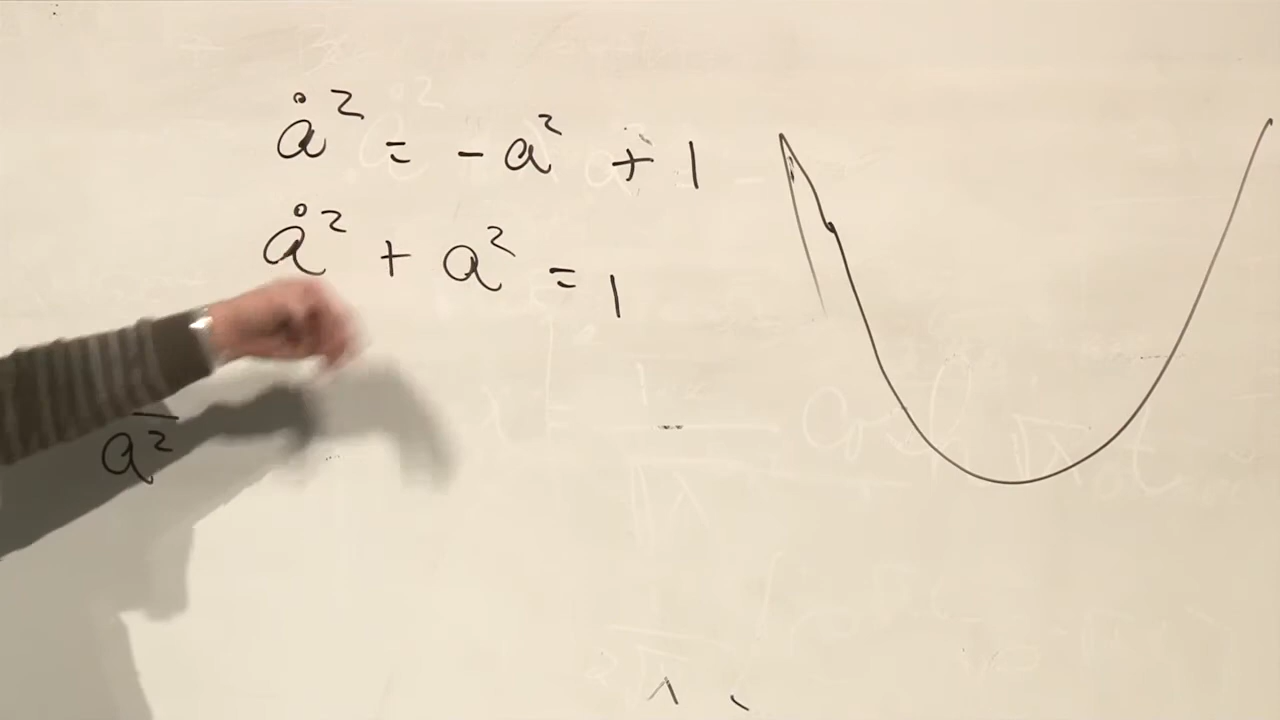 ȧ² = - a² + 1
ȧ² + a² = 1
a²